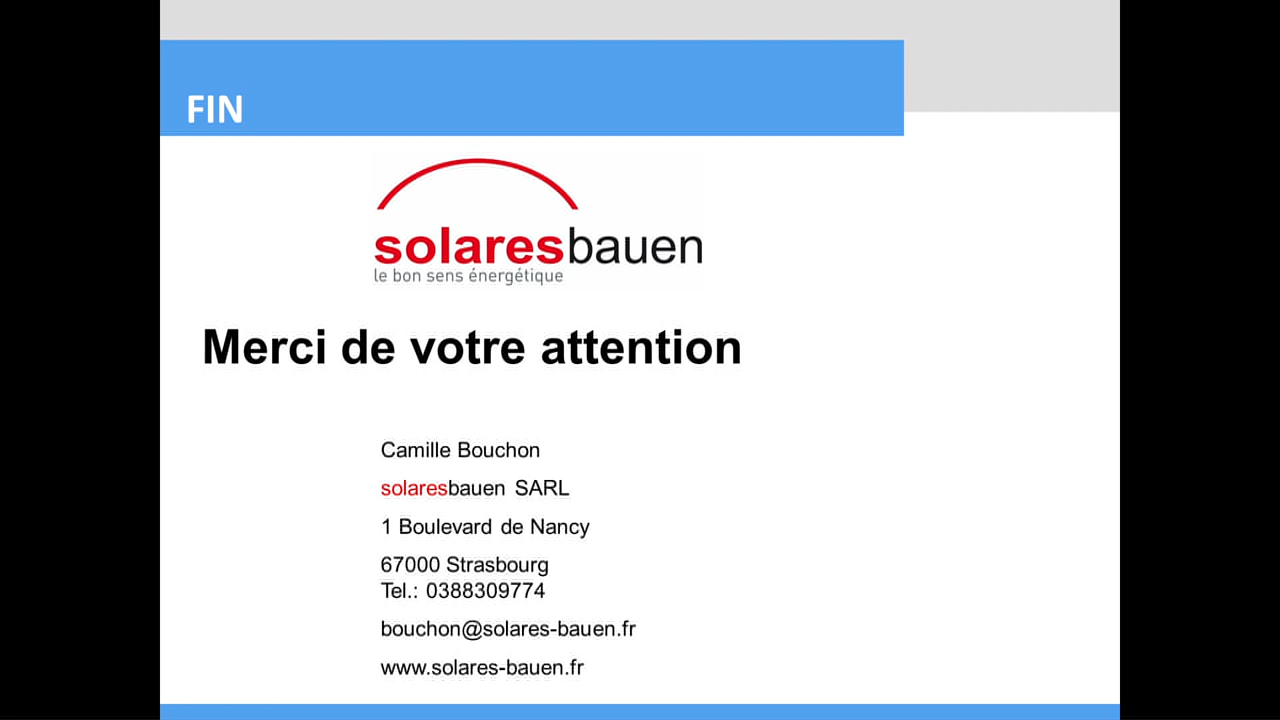 FIN
solaresbauen
le bon sens énergétique
Merci de votre attention
Camille Bouchon
solaresbauen SARL
1 Boulevard de Nancy
67000 Strasbourg
Tel.: 0388309774
bouchon@solares-bauen.fr
www.solares-bauen.fr